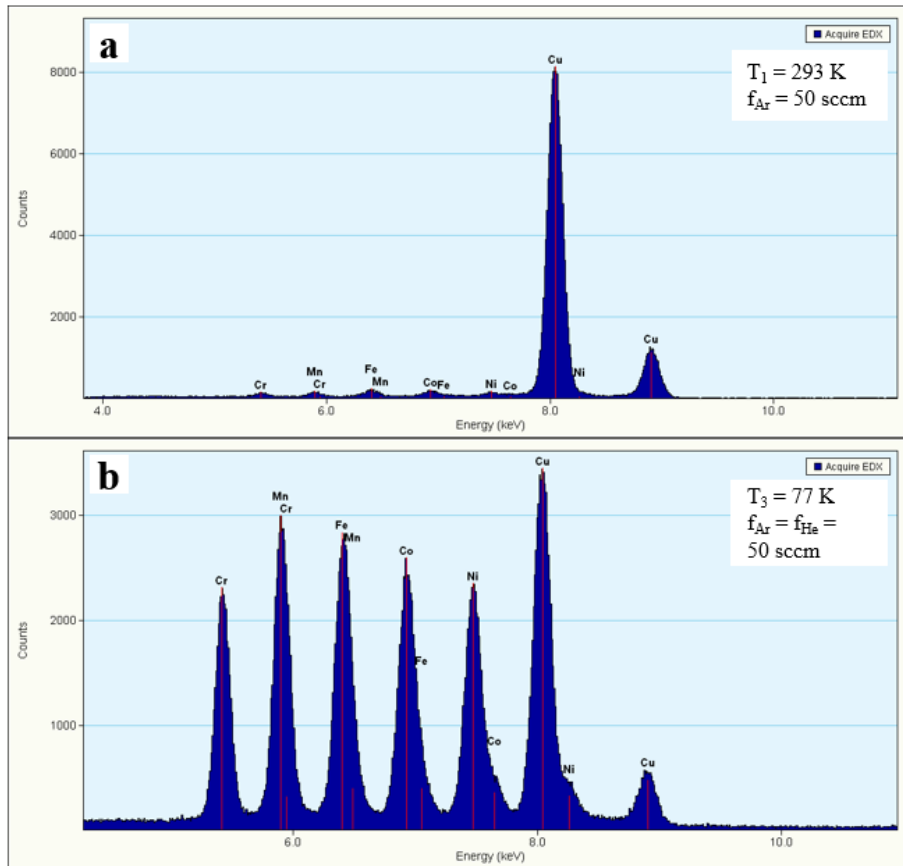 a
Acquire EDX
T₁ = 293 K
f_Ar = 50 sccm
Counts
8000
6000
4000
2000
Cr
Mn
Cr
Fe
Mn
Co Fe
Ni
Co
Cu
Ni
Cu
4.0 6.0 8.0 10.0
Energy (keV)
b
Acquire EDX
T₃ = 77 K
f_Ar = f_He =
50 sccm
Counts
3000
2000
1000
Cr
Mn
Cr
Fe
Mn
Co
Fe
Ni
Co
Cu
Ni
Cu
6.0 8.0 10.0
Energy (keV)